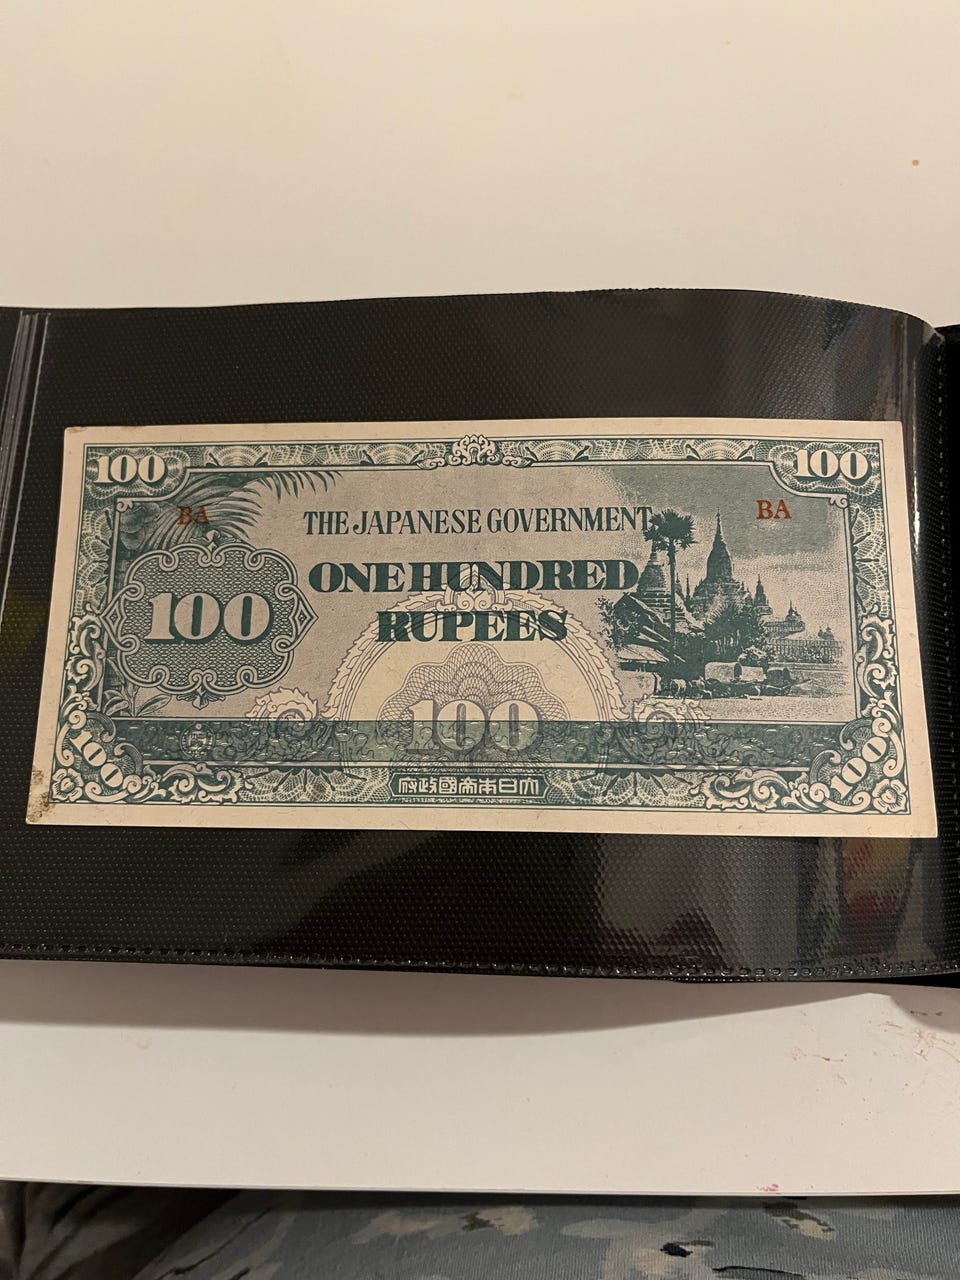 100 100
BA BA
THE JAPANESE GOVERNMENT
ONE HUNDRED
100
RUPEES
100
100 100
府政國帝本日大